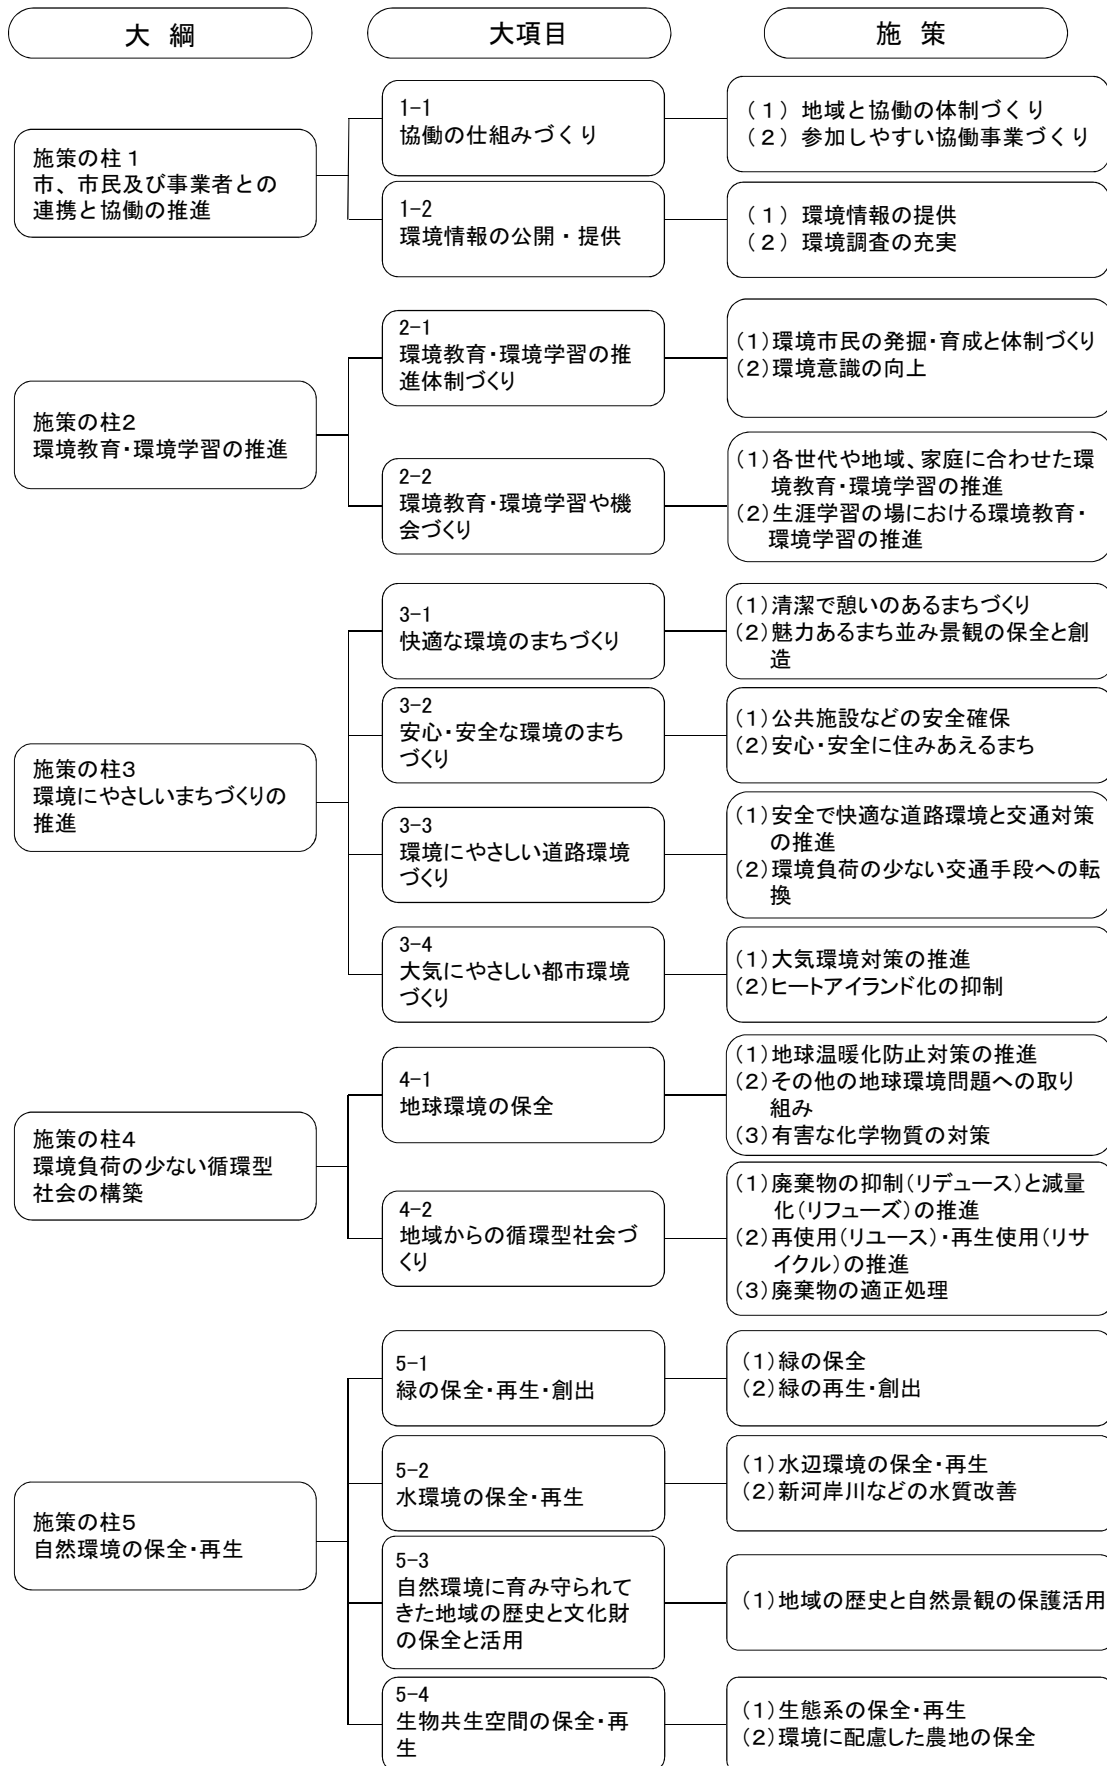 大 綱
大項目
施 策
施策の柱1
市、市民及び事業者との
連携と協働の推進
1-1
協働の仕組みづくり
(1) 地域と協働の体制づくり
(2) 参加しやすい協働事業づくり
1-2
環境情報の公開・提供
(1) 環境情報の提供
(2) 環境調査の充実
施策の柱2
環境教育・環境学習の推進
2-1
環境教育・環境学習の推
進体制づくり
(1)環境市民の発掘・育成と体制づくり
(2)環境意識の向上
2-2
環境教育・環境学習や機
会づくり
(1)各世代や地域、家庭に合わせた環
境教育・環境学習の推進
(2)生涯学習の場における環境教育・
環境学習の推進
施策の柱3
環境にやさしいまちづくりの
推進
3-1
快適な環境のまちづくり
(1)清潔で憩いのあるまちづくり
(2)魅力あるまち並み景観の保全と創
造
3-2
安心・安全な環境のまち
づくり
(1)公共施設などの安全確保
(2)安心・安全に住みあえるまち
3-3
環境にやさしい道路環境
づくり
(1)安全で快適な道路環境と交通対策
の推進
(2)環境負荷の少ない交通手段への転
換
3-4
大気にやさしい都市環境
づくり
(1)大気環境対策の推進
(2)ヒートアイランド化の抑制
施策の柱4
環境負荷の少ない循環型
社会の構築
4-1
地球環境の保全
(1)地球温暖化防止対策の推進
(2)その他の地球環境問題への取り
組み
(3)有害な化学物質の対策
4-2
地域からの循環型社会づ
くり
(1)廃棄物の抑制(リデュース)と減量
化(リフューズ)の推進
(2)再使用(リユース)・再生使用(リサ
イクル)の推進
(3)廃棄物の適正処理
施策の柱5
自然環境の保全・再生
5-1
緑の保全・再生・創出
(1)緑の保全
(2)緑の再生・創出
5-2
水環境の保全・再生
(1)水辺環境の保全・再生
(2)新河岸川などの水質改善
5-3
自然環境に育み守られて
きた地域の歴史と文化財
の保全と活用
(1)地域の歴史と自然景観の保護活用
5-4
生物共生空間の保全・再
生
(1)生態系の保全・再生
(2)環境に配慮した農地の保全